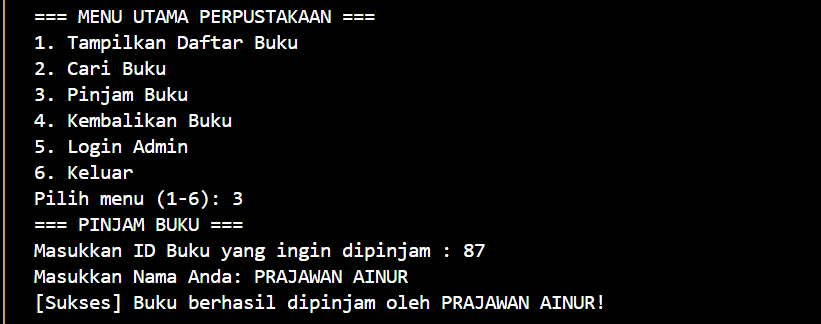 === MENU UTAMA PERPUSTAKAAN ===
1. Tampilkan Daftar Buku
2. Cari Buku
3. Pinjam Buku
4. Kembalikan Buku
5. Login Admin
6. Keluar
Pilih menu (1-6): 3
=== PINJAM BUKU ===
Masukkan ID Buku yang ingin dipinjam : 87
Masukkan Nama Anda: PRAJAWAN AINUR
[Sukses] Buku berhasil dipinjam oleh PRAJAWAN AINUR!